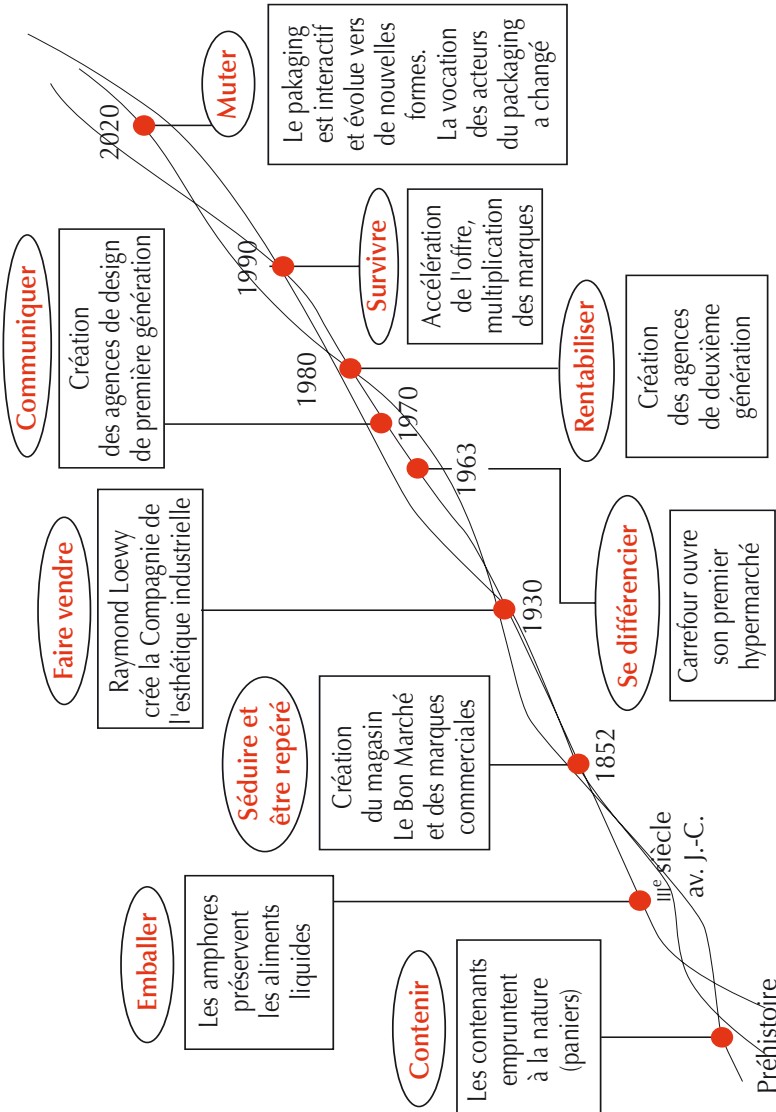 Contenir
Les contenants
empruntent
à la nature
(paniers)
Préhistoire
Emballer
Les amphores
préservent
les aliments
liquides
IIIe siècle
av. J.-C.
Séduire et
être repéré
Création
du magasin
Le Bon Marché
et des marques
commerciales
1852
Faire vendre
Raymond Loewy
crée la Compagnie de
l'esthétique industrielle
1930
Se différencier
Carrefour ouvre
son premier
hypermarché
1963
Communiquer
Création
des agences de design
de première génération
1970
Rentabiliser
Création
des agences
de deuxième
génération
1980
Survivre
Accélération
de l'offre,
multiplication
des marques
1990
Muter
Le pakaging
est interactif
et évolue vers
de nouvelles
formes.
La vocation
des acteurs
du packaging
a changé
2020